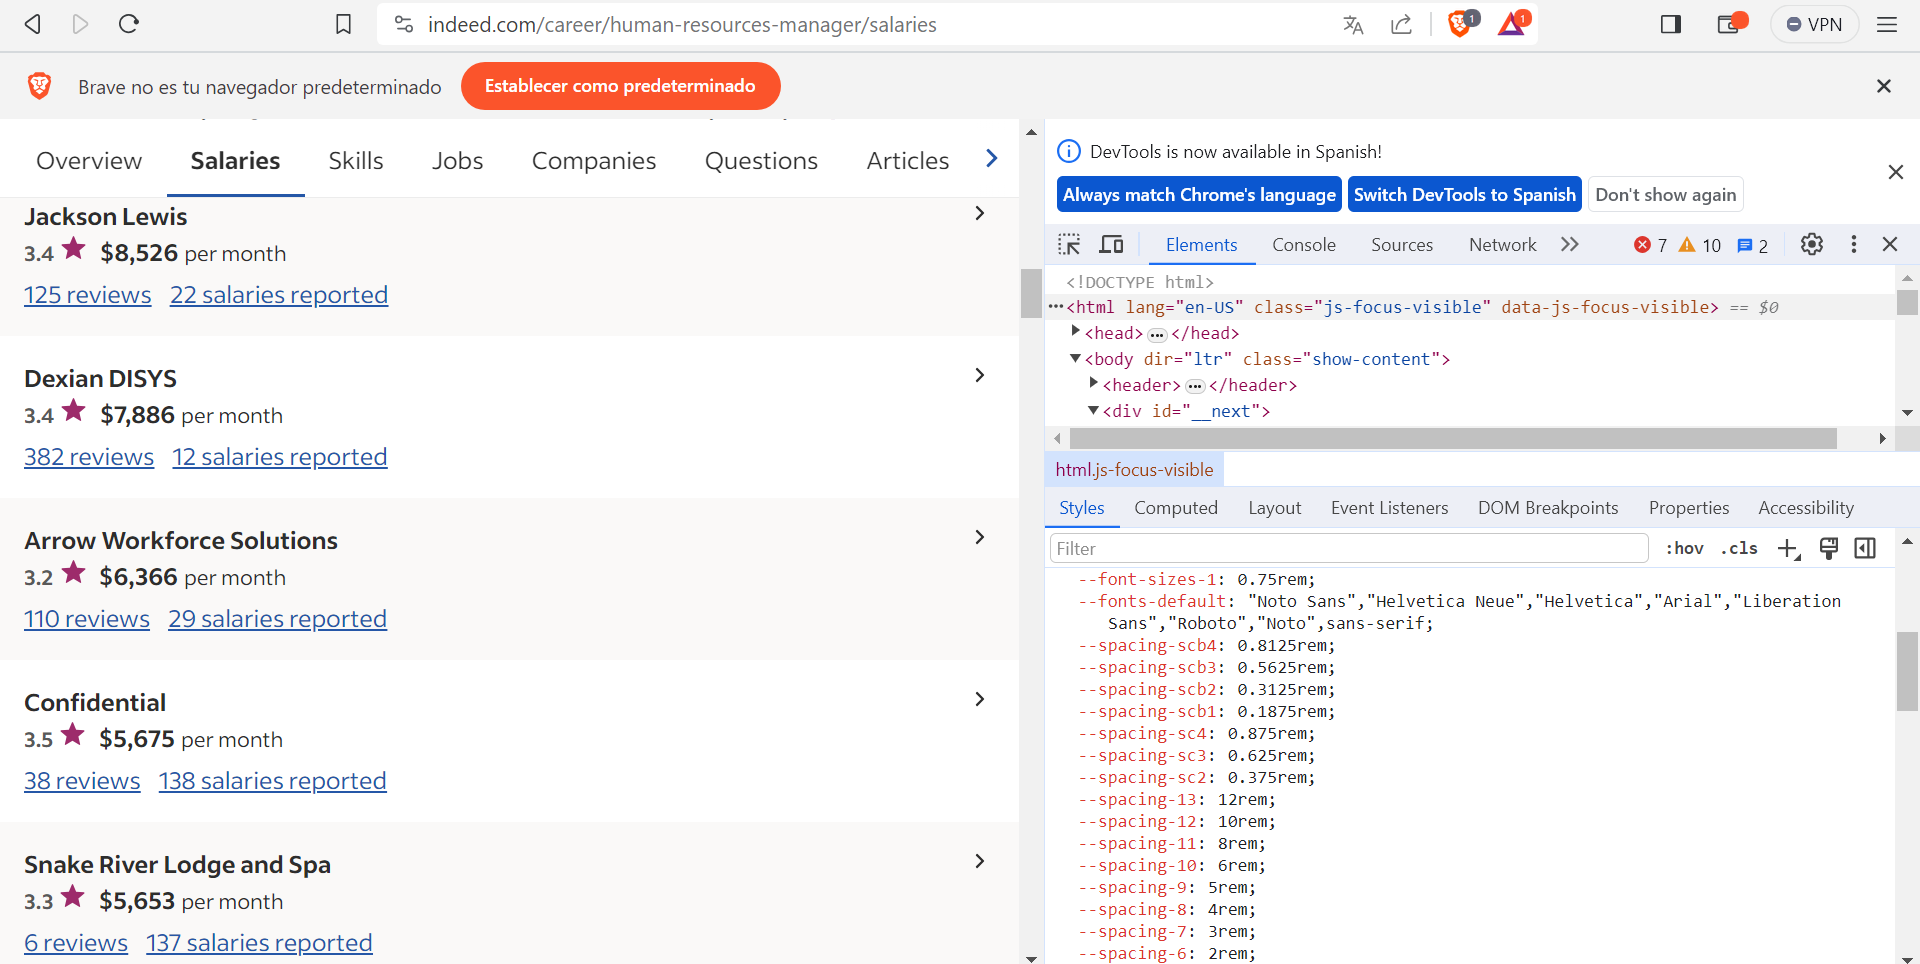 indeed.com/career/human-resources-manager/salaries
1
1
VPN
Brave no es tu navegador predeterminado
Establecer como predeterminado
Overview Salaries Skills Jobs Companies Questions Articles
Jackson Lewis
3.4 $8,526 per month
125 reviews 22 salaries reported
Dexian DISYS
3.4 $7,886 per month
382 reviews 12 salaries reported
Arrow Workforce Solutions
3.2 $6,366 per month
110 reviews 29 salaries reported
Confidential
3.5 $5,675 per month
38 reviews 138 salaries reported
Snake River Lodge and Spa
3.3 $5,653 per month
6 reviews 137 salaries reported
DevTools is now available in Spanish!
Always match Chrome's language Switch DevTools to Spanish Don't show again
Elements Console Sources Network 7 10 2
<!DOCTYPE html>
<html lang="en-US" class="js-focus-visible" data-js-focus-visible> == $0
<head> … </head>
<body dir="ltr" class="show-content">
<header> … </header>
<div id="__next">
html.js-focus-visible
Styles Computed Layout Event Listeners DOM Breakpoints Properties Accessibility
Filter :hov .cls
--font-sizes-1: 0.75rem;
--fonts-default: "Noto Sans","Helvetica Neue","Helvetica","Arial","Liberation
Sans","Roboto","Noto",sans-serif;
--spacing-scb4: 0.8125rem;
--spacing-scb3: 0.5625rem;
--spacing-scb2: 0.3125rem;
--spacing-scb1: 0.1875rem;
--spacing-sc4: 0.875rem;
--spacing-sc3: 0.625rem;
--spacing-sc2: 0.375rem;
--spacing-13: 12rem;
--spacing-12: 10rem;
--spacing-11: 8rem;
--spacing-10: 6rem;
--spacing-9: 5rem;
--spacing-8: 4rem;
--spacing-7: 3rem;
--spacing-6: 2rem;